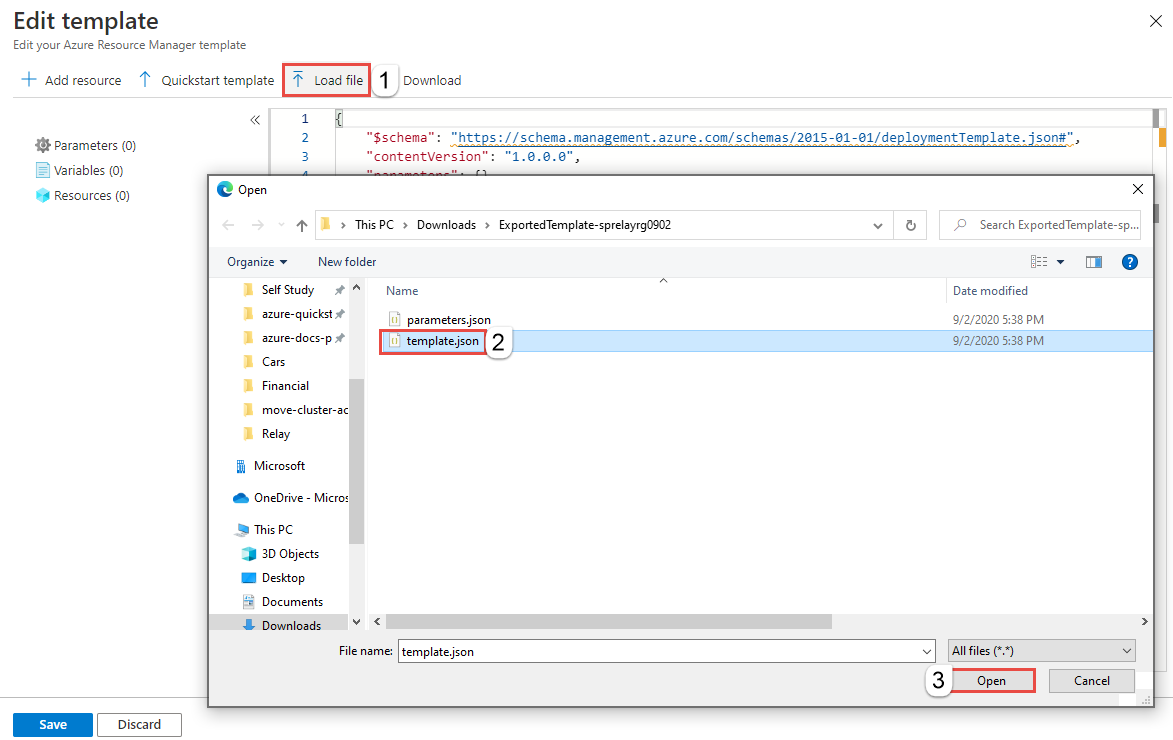 Edit template
Edit your Azure Resource Manager template
Add resource Quickstart template Load file 1 Download
Parameters (0)
Variables (0)
Resources (0)
1 {
2 "$schema": "https://schema.management.azure.com/schemas/2015-01-01/deploymentTemplate.json#",
3 "contentVersion": "1.0.0.0",
4 "parameters": {}
Open
This PC > Downloads > ExportedTemplate-sprelayrg0902
Search ExportedTemplate-sp...
Organize New folder
Name Date modified
parameters.json 9/2/2020 5:38 PM
template.json 2 9/2/2020 5:38 PM
Self Study
azure-quickst
azure-docs-p
Cars
Financial
move-cluster-ac
Relay
Microsoft
OneDrive - Micros
This PC
3D Objects
Desktop
Documents
Downloads
File name: template.json All files (*.*)
3 Open Cancel
Save Discard